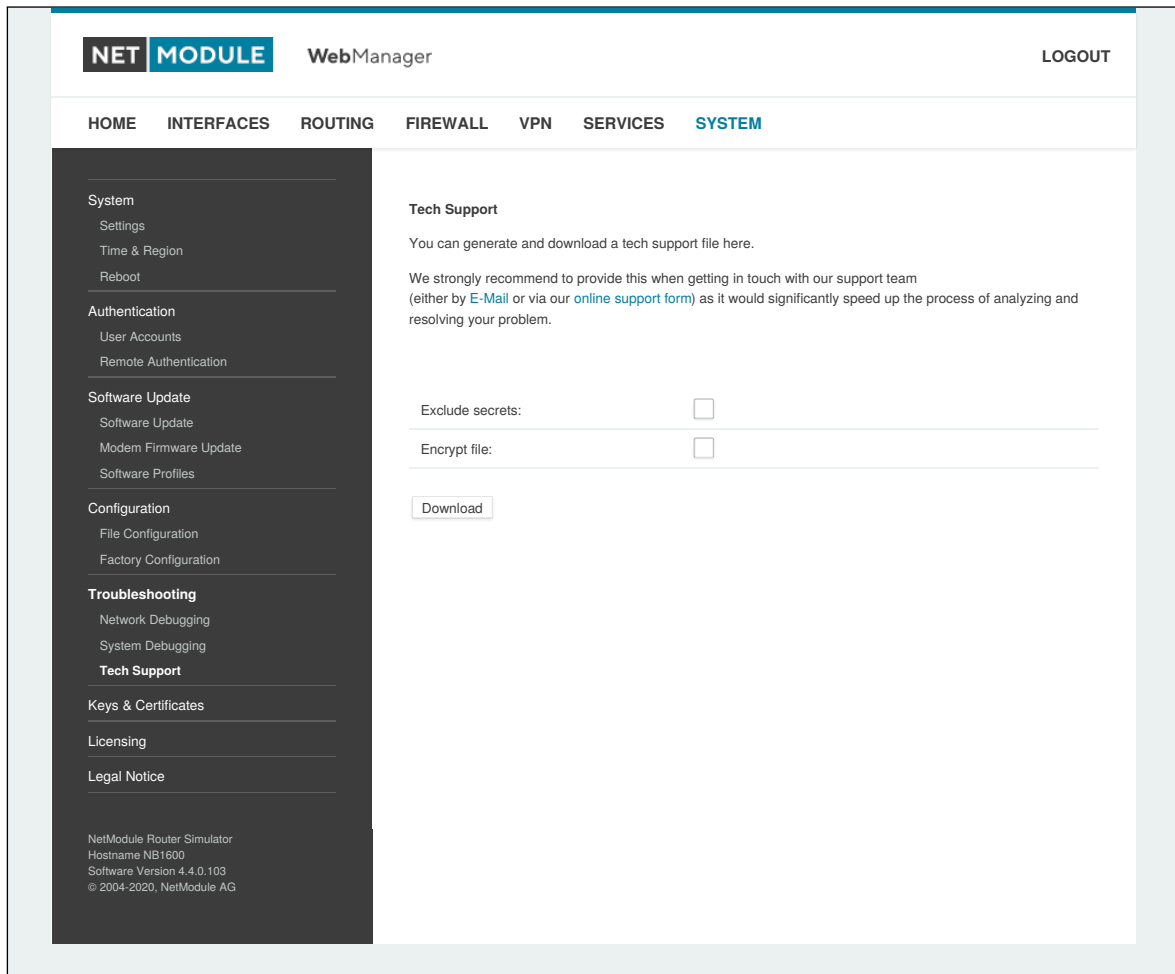 NET MODULE WebManager LOGOUT
HOME INTERFACES ROUTING FIREWALL VPN SERVICES SYSTEM
System
Settings
Time & Region
Reboot
Authentication
User Accounts
Remote Authentication
Software Update
Software Update
Modem Firmware Update
Software Profiles
Configuration
File Configuration
Factory Configuration
Troubleshooting
Network Debugging
System Debugging
Tech Support
Keys & Certificates
Licensing
Legal Notice
NetModule Router Simulator
Hostname NB1600
Software Version 4.4.0.103
© 2004-2020, NetModule AG
Tech Support
You can generate and download a tech support file here.
We strongly recommend to provide this when getting in touch with our support team
(either by E-Mail or via our online support form) as it would significantly speed up the process of analyzing and
resolving your problem.
Exclude secrets:
Encrypt file:
Download